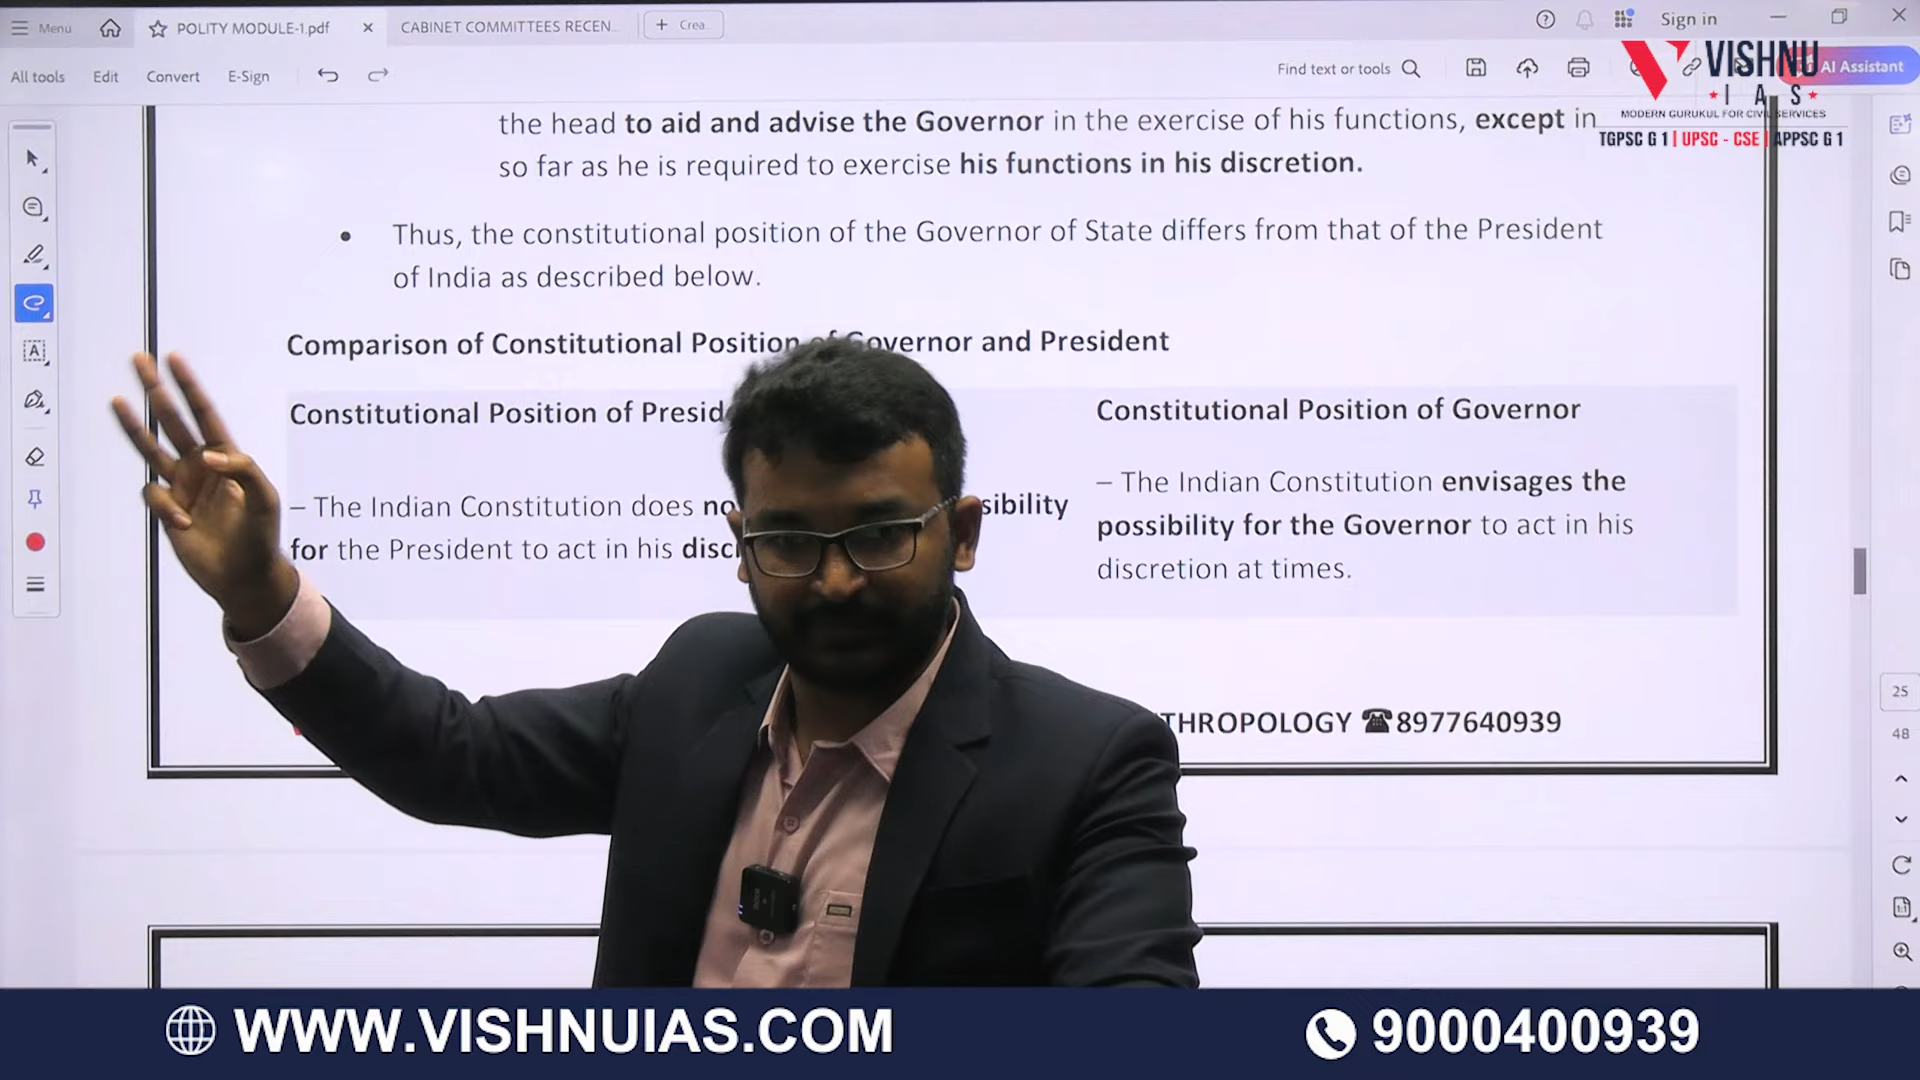 Menu
POLITY MODULE-1.pdf
CABINET COMMITTEES RECEN...
+ Crea
Sign in
All tools
Edit
Convert
E-Sign
Find text or tools
AI Assistant
VISHNU
I A S
MODERN GURUKUL FOR CIVIL SERVICES
TGPSC G 1 | UPSC - CSE | APPSC G 1
the head to aid and advise the Governor in the exercise of his functions, except in
so far as he is required to exercise his functions in his discretion.
• Thus, the constitutional position of the Governor of State differs from that of the President
of India as described below.
Comparison of Constitutional Position of Governor and President
Constitutional Position of Presid
– The Indian Constitution does no sibility
for the President to act in his disc
Constitutional Position of Governor
– The Indian Constitution envisages the
possibility for the Governor to act in his
discretion at times.
THROPOLOGY ☎8977640939
25
48
WWW.VISHNUIAS.COM
9000400939